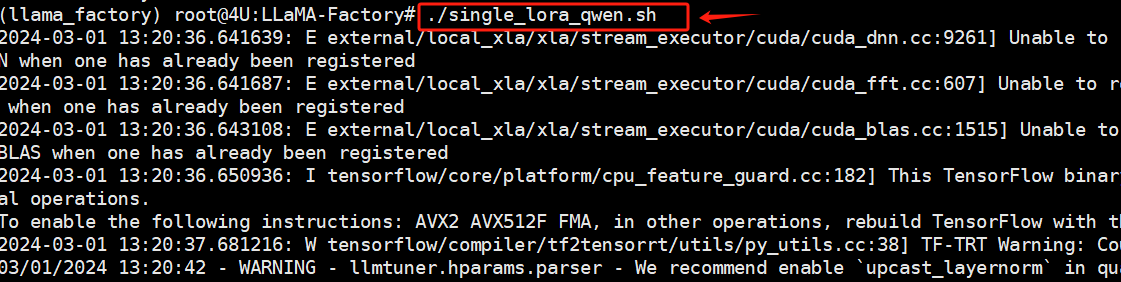 (llama_factory) root@4U:LLaMA-Factory# ./single_lora_qwen.sh
2024-03-01 13:20:36.641639: E external/local_xla/xla/stream_executor/cuda/cuda_dnn.cc:9261] Unable to
N when one has already been registered
2024-03-01 13:20:36.641687: E external/local_xla/xla/stream_executor/cuda/cuda_fft.cc:607] Unable to r
when one has already been registered
2024-03-01 13:20:36.643108: E external/local_xla/xla/stream_executor/cuda/cuda_blas.cc:1515] Unable to
BLAS when one has already been registered
2024-03-01 13:20:36.650936: I tensorflow/core/platform/cpu_feature_guard.cc:182] This TensorFlow binar
al operations.
To enable the following instructions: AVX2 AVX512F FMA, in other operations, rebuild TensorFlow with th
2024-03-01 13:20:37.681216: W tensorflow/compiler/tf2tensorrt/utils/py_utils.cc:38] TF-TRT Warning: Cou
03/01/2024 13:20:42 - WARNING - llmtuner.hparams.parser - We recommend enable `upcast_layernorm` in qua